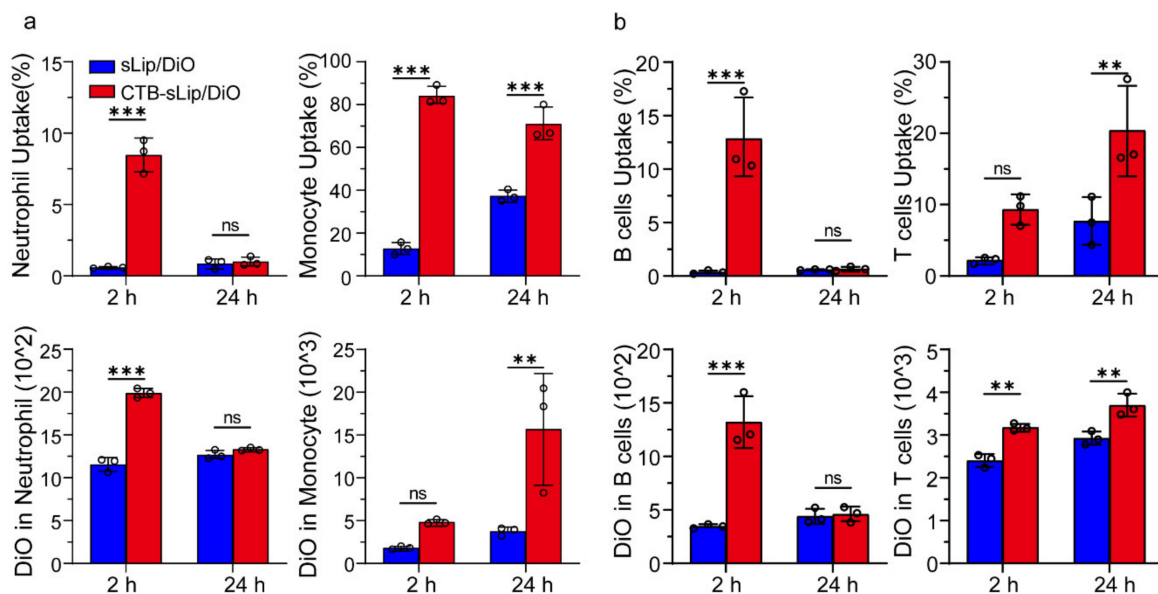 a
Neutrophil Uptake(%)
15
10
5
0
sLip/DiO
CTB-sLip/DiO
***
ns
2 h
24 h
Monocyte Uptake (%)
100
80
60
40
20
0
***
***
2 h
24 h
b
B cells Uptake (%)
20
15
10
5
0
***
ns
2 h
24 h
T cells Uptake (%)
30
20
10
0
ns
**
2 h
24 h
DiO in Neutrophil (10^2)
25
20
15
10
5
0
***
ns
2 h
24 h
DiO in Monocyte (10^3)
25
20
15
10
5
0
ns
**
2 h
24 h
DiO in B cells (10^2)
20
15
10
5
0
***
ns
2 h
24 h
DiO in T cells (10^3)
5
4
3
2
1
0
**
**
2 h
24 h